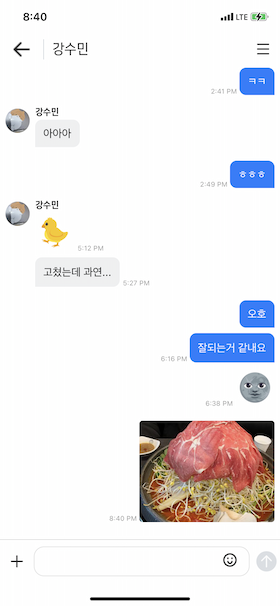 8:40
LTE
강수민
ㅋㅋ
2:41 PM
강수민
아아아
ㅎㅎㅎ
2:49 PM
강수민
5:12 PM
고쳤는데 과연...
5:27 PM
오호
잘되는거 같내요
6:16 PM
6:38 PM
8:40 PM